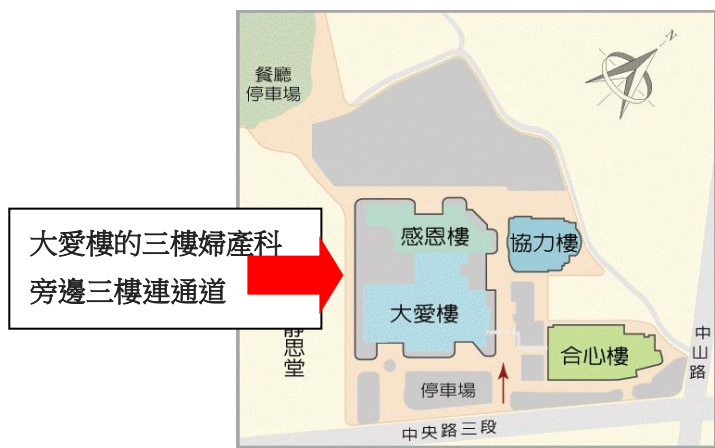 餐廳
停車場
N
感恩樓
協力樓
大愛樓的三樓婦產科
旁邊三樓連通道
大愛樓
靜思堂
合心樓
中山路
停車場
中央路三段